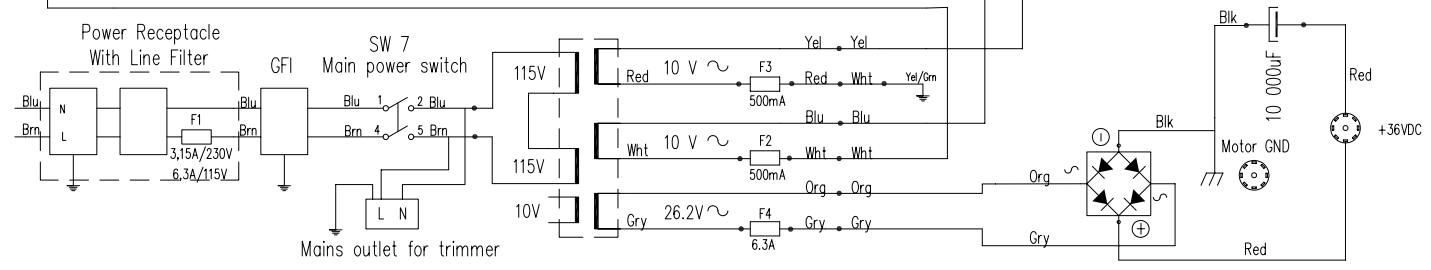 Power Receptacle
With Line Filter
GFI
SW 7
Main power switch
Blu
N
L
Brn
F1
3,15A/230V
6,3A/115V
Blu
Brn
Blu
1
2
Blu
Brn
4
5
Brn
L N
Mains outlet for trimmer
115V
115V
10V
Red
10 V
F3
500mA
Yel
Yel
Red
Wht
Yel/Grn
Wht
10 V
F2
500mA
Blu
Blu
Wht
Wht
Gry
26.2V
F4
6.3A
Org
Org
Gry
Gry
Org
Gry
Blk
Red
Blk
10 000uF
Red
Motor GND
+36VDC